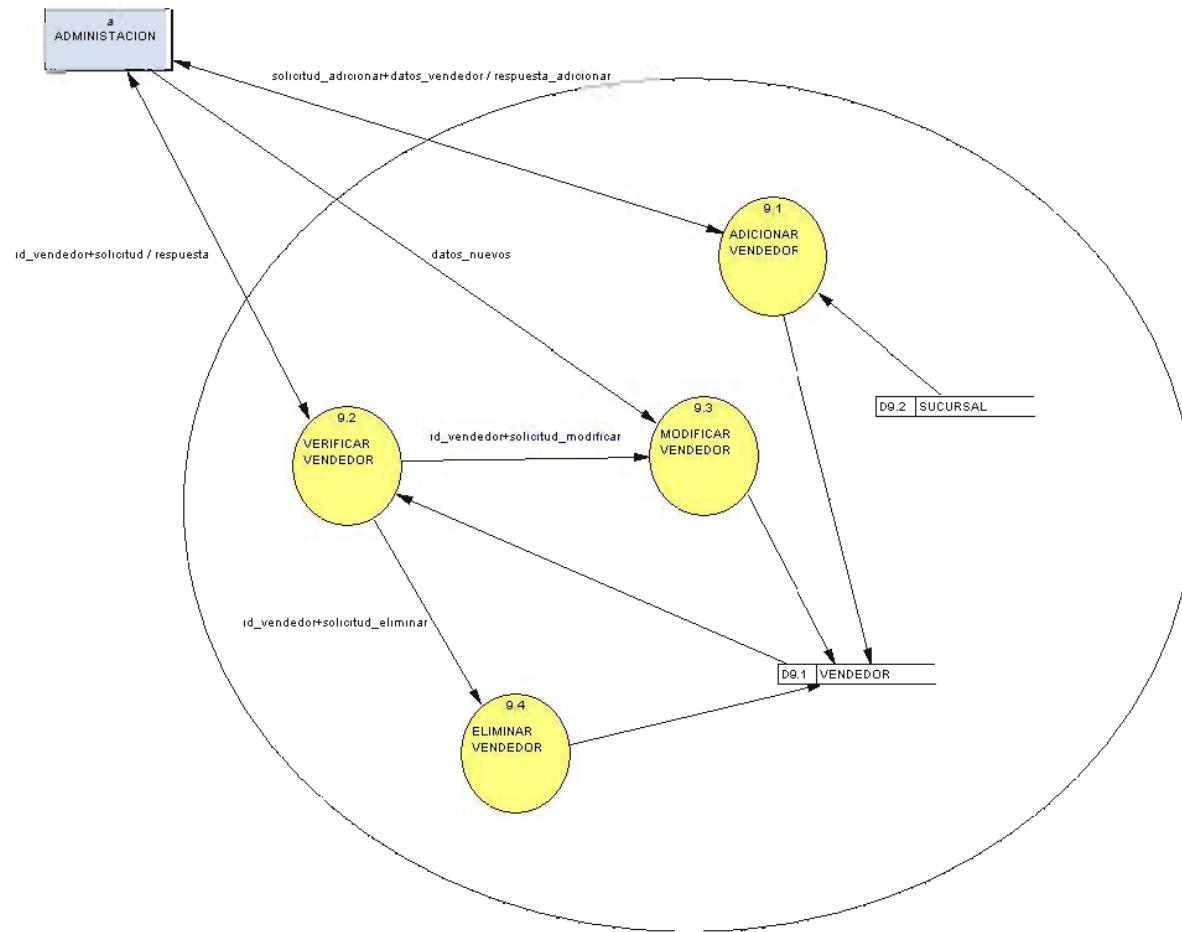 a
ADMINISTACION
solicitud_adicionar+datos_vendedor / respuesta_adicionar
9.1
ADICIONAR
VENDEDOR
id_vendedor+solicitud / respuesta
datos_nuevos
D9.2 SUCURSAL
9.2
VERIFICAR
VENDEDOR
id_vendedor+solicitud_modificar
9.3
MODIFICAR
VENDEDOR
id_vendedor+solicitud_eliminar
D9.1 VENDEDOR
9.4
ELIMINAR
VENDEDOR